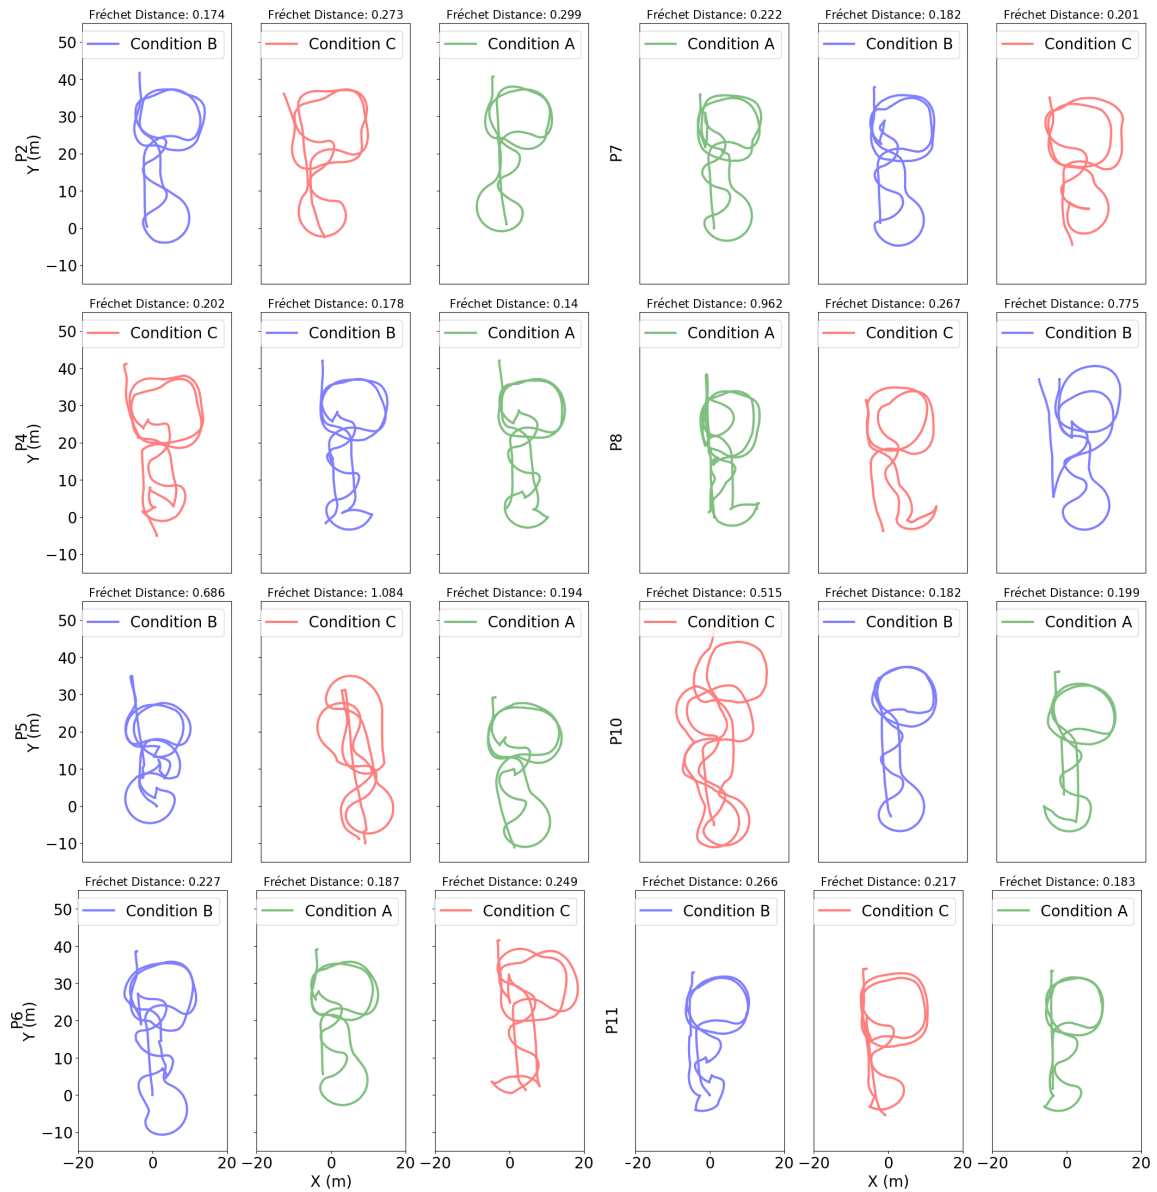 Fréchet Distance: 0.174
Fréchet Distance: 0.273
Fréchet Distance: 0.299
Fréchet Distance: 0.222
Fréchet Distance: 0.182
Fréchet Distance: 0.201
Condition B
Condition C
Condition A
Condition A
Condition B
Condition C
50
40
30
20
10
0
−10
P2
Y (m)
P7
Fréchet Distance: 0.202
Fréchet Distance: 0.178
Fréchet Distance: 0.14
Fréchet Distance: 0.962
Fréchet Distance: 0.267
Fréchet Distance: 0.775
Condition C
Condition B
Condition A
Condition A
Condition C
Condition B
50
40
30
20
10
0
−10
P4
Y (m)
P8
Fréchet Distance: 0.686
Fréchet Distance: 1.084
Fréchet Distance: 0.194
Fréchet Distance: 0.515
Fréchet Distance: 0.182
Fréchet Distance: 0.199
Condition B
Condition C
Condition A
Condition C
Condition B
Condition A
50
40
30
20
10
0
−10
P5
Y (m)
P10
Fréchet Distance: 0.227
Fréchet Distance: 0.187
Fréchet Distance: 0.249
Fréchet Distance: 0.266
Fréchet Distance: 0.217
Fréchet Distance: 0.183
Condition B
Condition A
Condition C
Condition B
Condition C
Condition A
50
40
30
20
10
0
−10
P6
Y (m)
P11
−20 0 20
0 20
0 20
−20 0 20
0 20
0 20
X (m)
X (m)